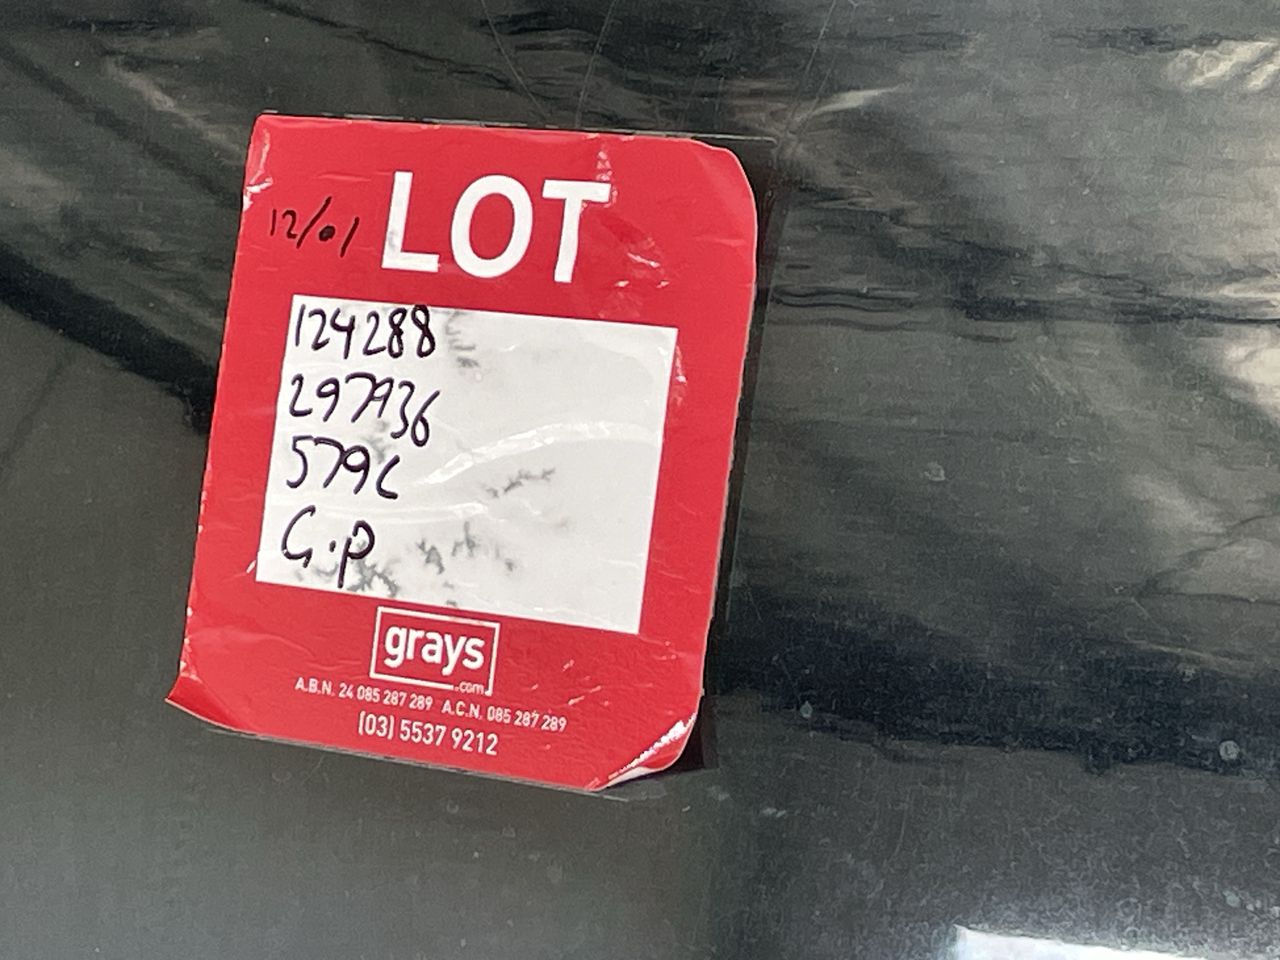 LOT
12/01
124288
297936
579C
G.P
grays
.com
A.B.N. 24 085 287 289 A.C.N. 085 287 289
(03) 5537 9212